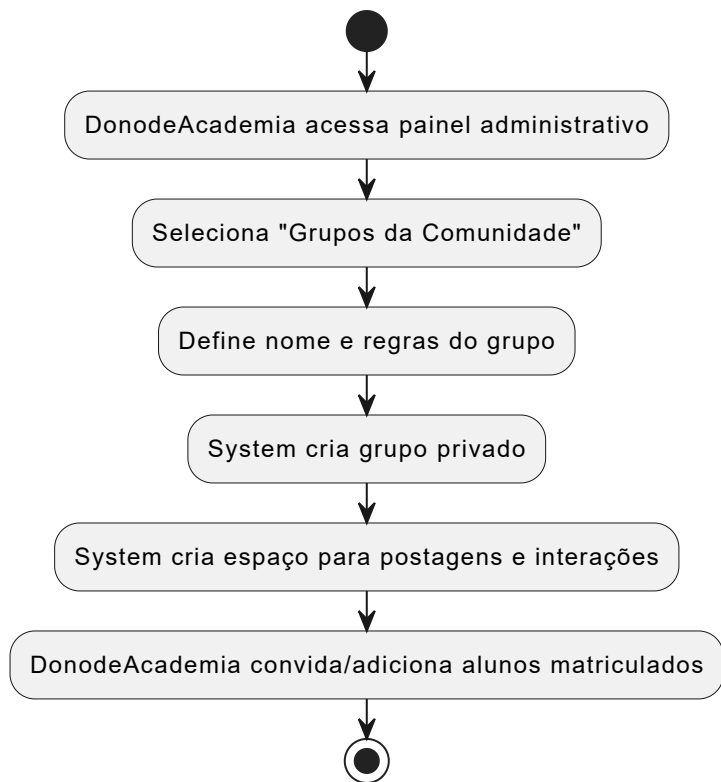 DonodeAcademia acessa painel administrativo
Seleciona "Grupos da Comunidade"
Define nome e regras do grupo
System cria grupo privado
System cria espaço para postagens e interações
DonodeAcademia convida/adiciona alunos matriculados